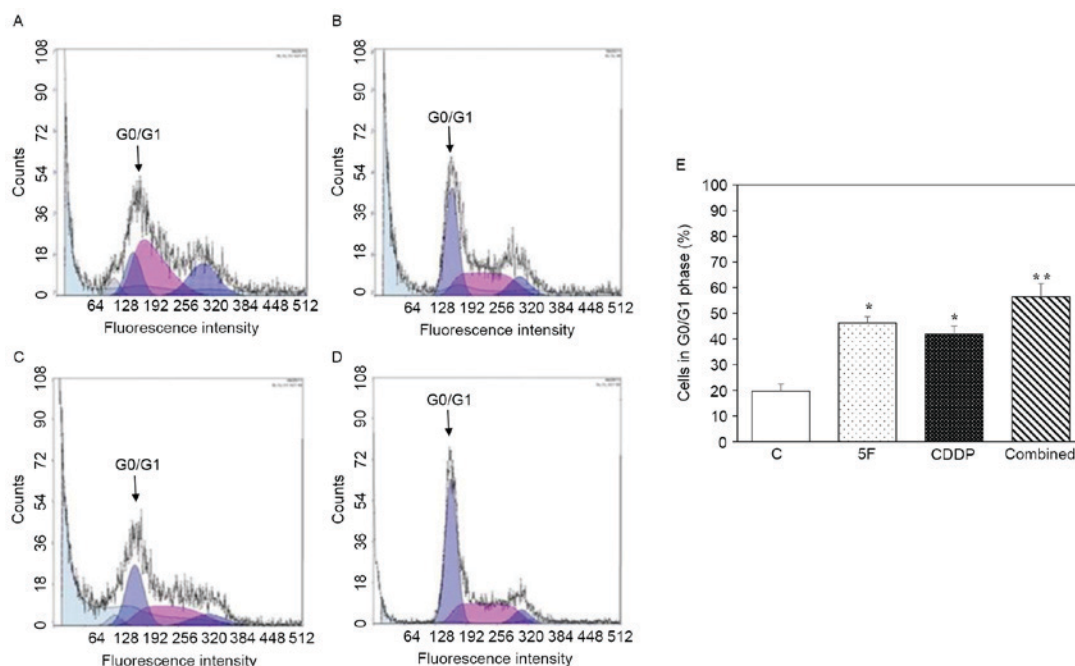 A
108
90
72
54
36
18
0
Counts
G0/G1
64 128 192 256 320 384 448 512
Fluorescence intensity
B
108
90
72
54
36
18
0
Counts
G0/G1
64 128 192 256 320 384 448 512
Fluorescence intensity
C
108
90
72
54
36
18
0
Counts
G0/G1
64 128 192 256 320 384 448 512
Fluorescence intensity
D
108
90
72
54
36
18
0
Counts
G0/G1
64 128 192 256 320 384 448 512
Fluorescence intensity
E
100
90
80
70
60
50
40
30
20
10
0
Cells in G0/G1 phase (%)
*
*
**
C 5F CDDP Combined